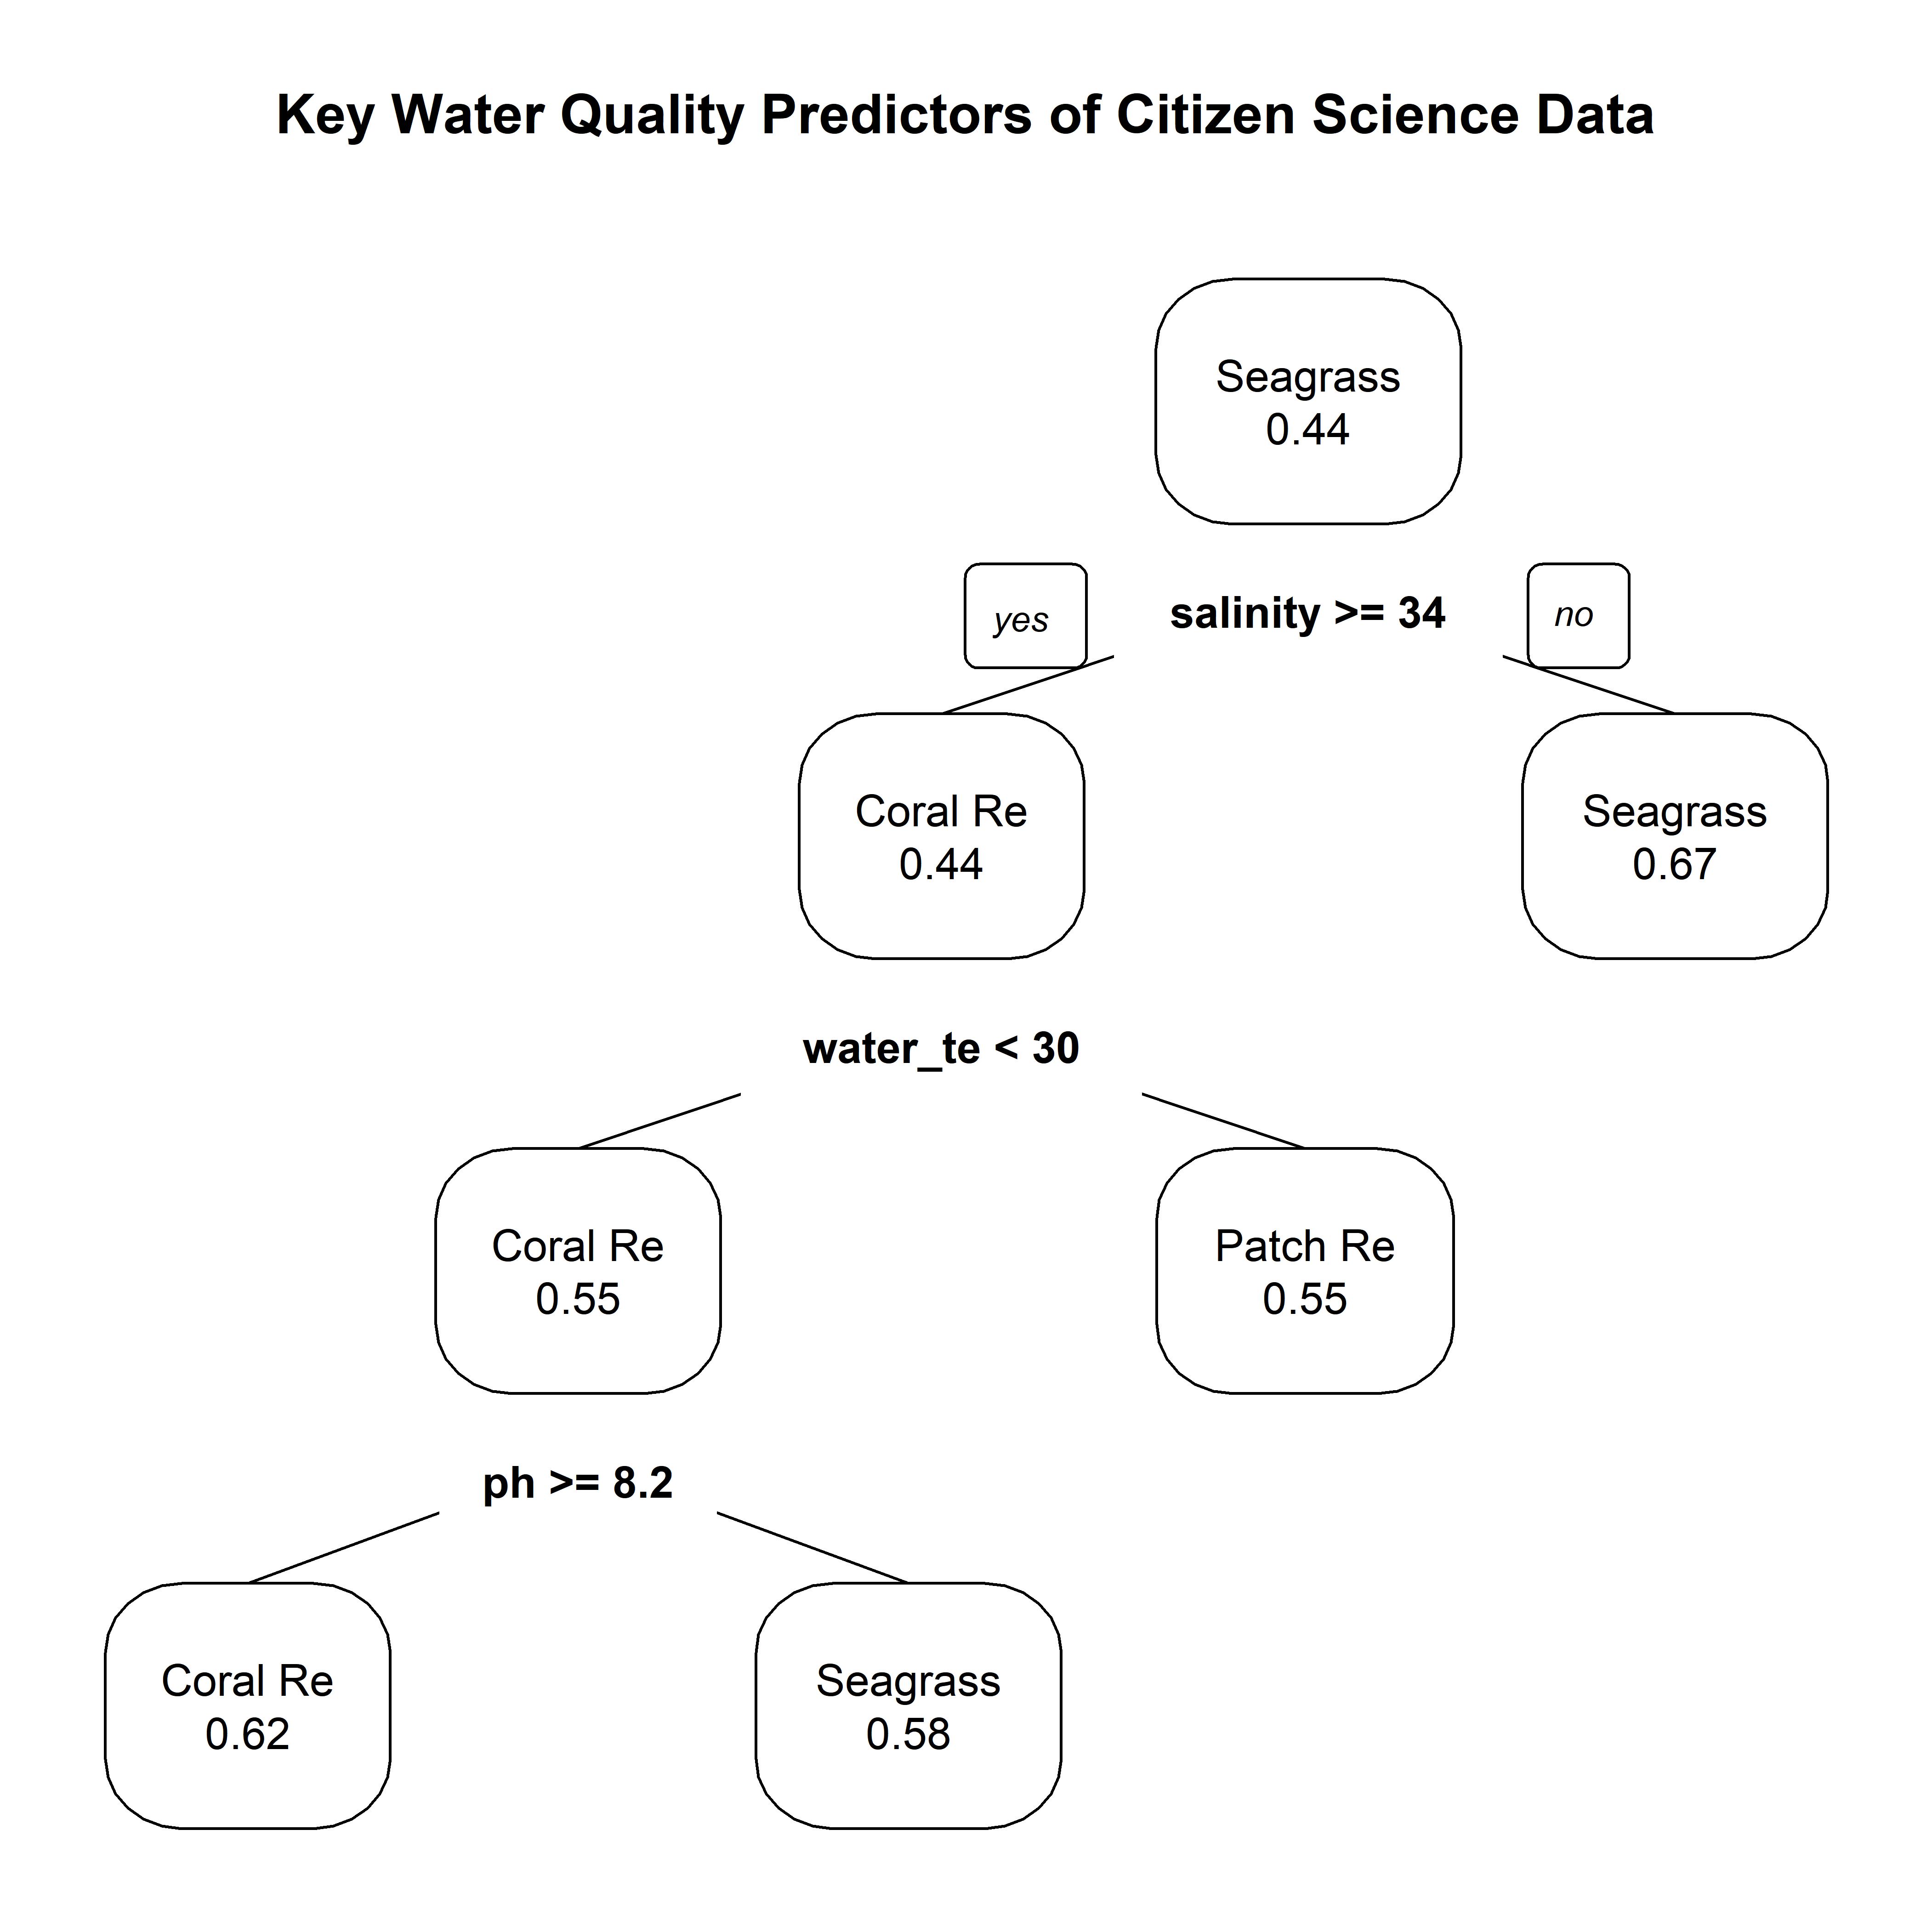 Key Water Quality Predictors of Citizen Science Data
Seagrass
0.44
yes
salinity >= 34
no
Coral Re
0.44
Seagrass
0.67
water_te < 30
Coral Re
0.55
Patch Re
0.55
ph >= 8.2
Coral Re
0.62
Seagrass
0.58